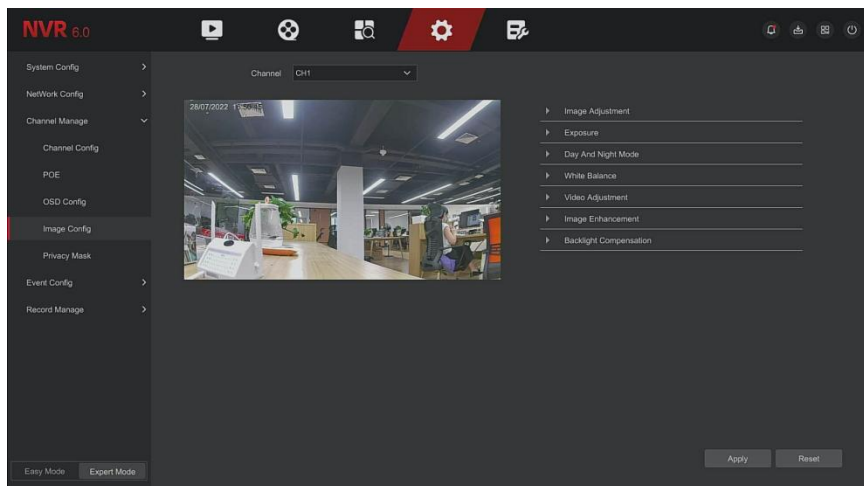 NVR 6.0
System Config
NetWork Config
Channel Manage
Channel Config
POE
OSD Config
Image Config
Privacy Mask
Event Config
Record Manage
Easy Mode Expert Mode
Channel CH1
28/07/2022
Image Adjustment
Exposure
Day And Night Mode
White Balance
Video Adjustment
Image Enhancement
Backlight Compensation
Apply Reset